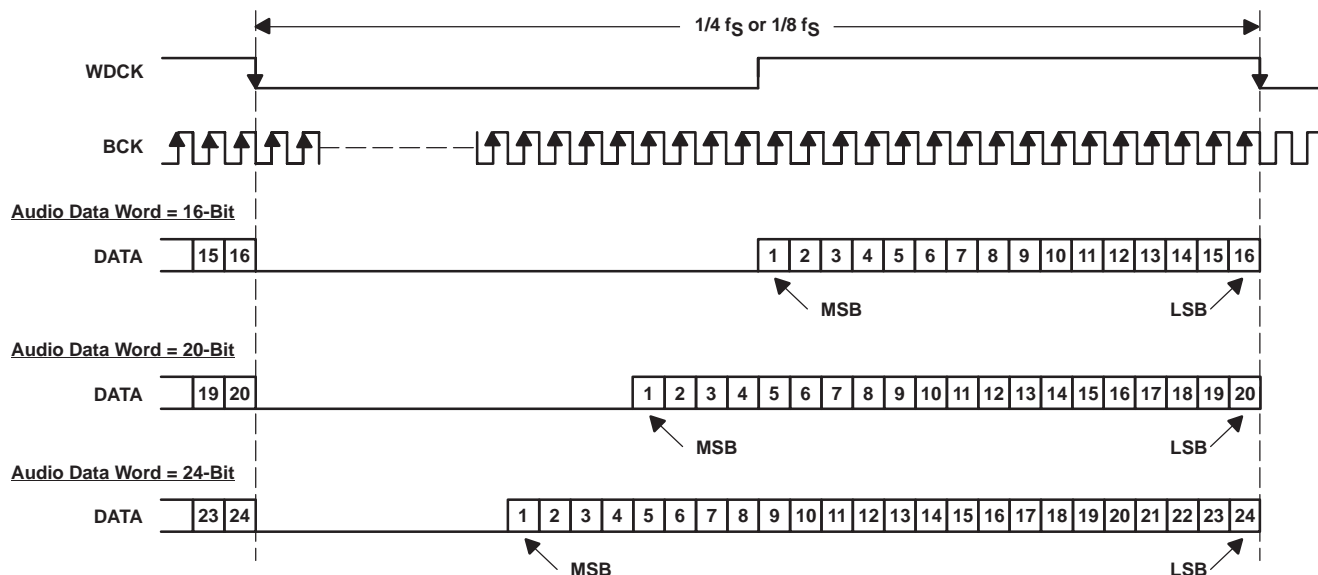 1/4 fS or 1/8 fS
WDCK
BCK
Audio Data Word = 16-Bit
DATA 15 16 1 2 3 4 5 6 7 8 9 10 11 12 13 14 15 16
MSB LSB
Audio Data Word = 20-Bit
DATA 19 20 1 2 3 4 5 6 7 8 9 10 11 12 13 14 15 16 17 18 19 20
MSB LSB
Audio Data Word = 24-Bit
DATA 23 24 1 2 3 4 5 6 7 8 9 10 11 12 13 14 15 16 17 18 19 20 21 22 23 24
MSB LSB